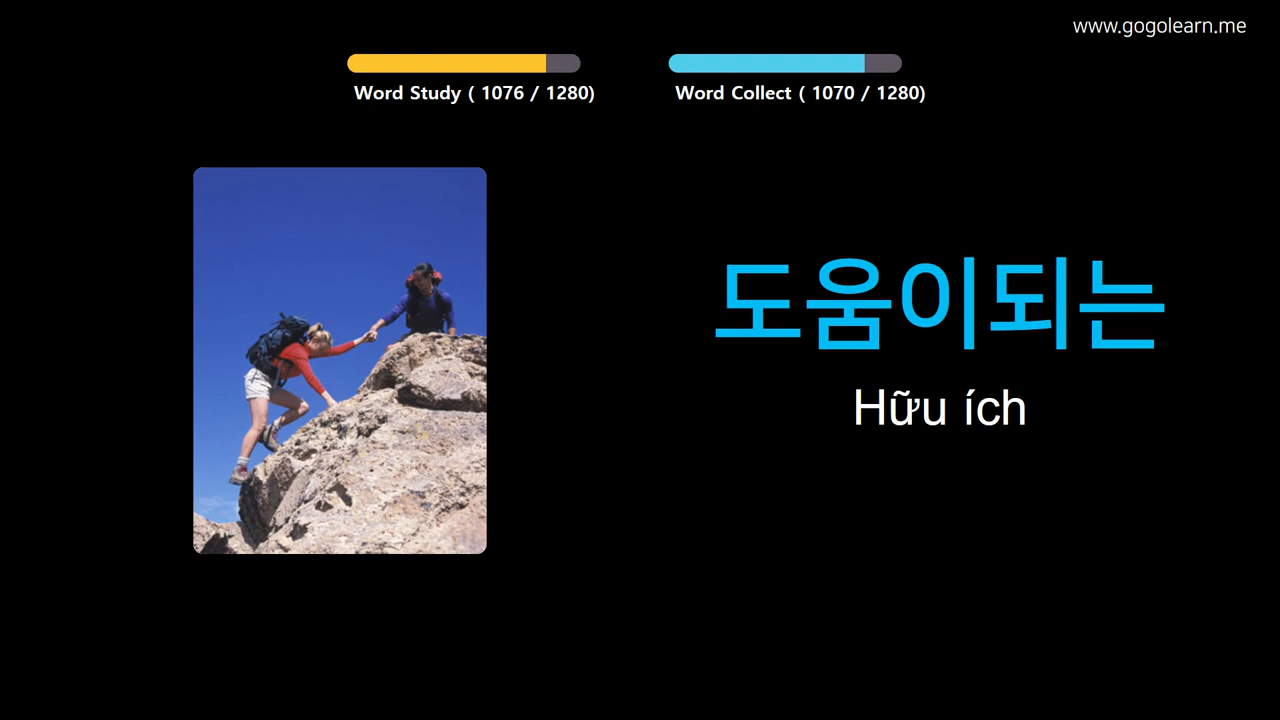 www.gogolearn.me
Word Study ( 1076 / 1280)
Word Collect ( 1070 / 1280)
도움이되는
Hữu ích